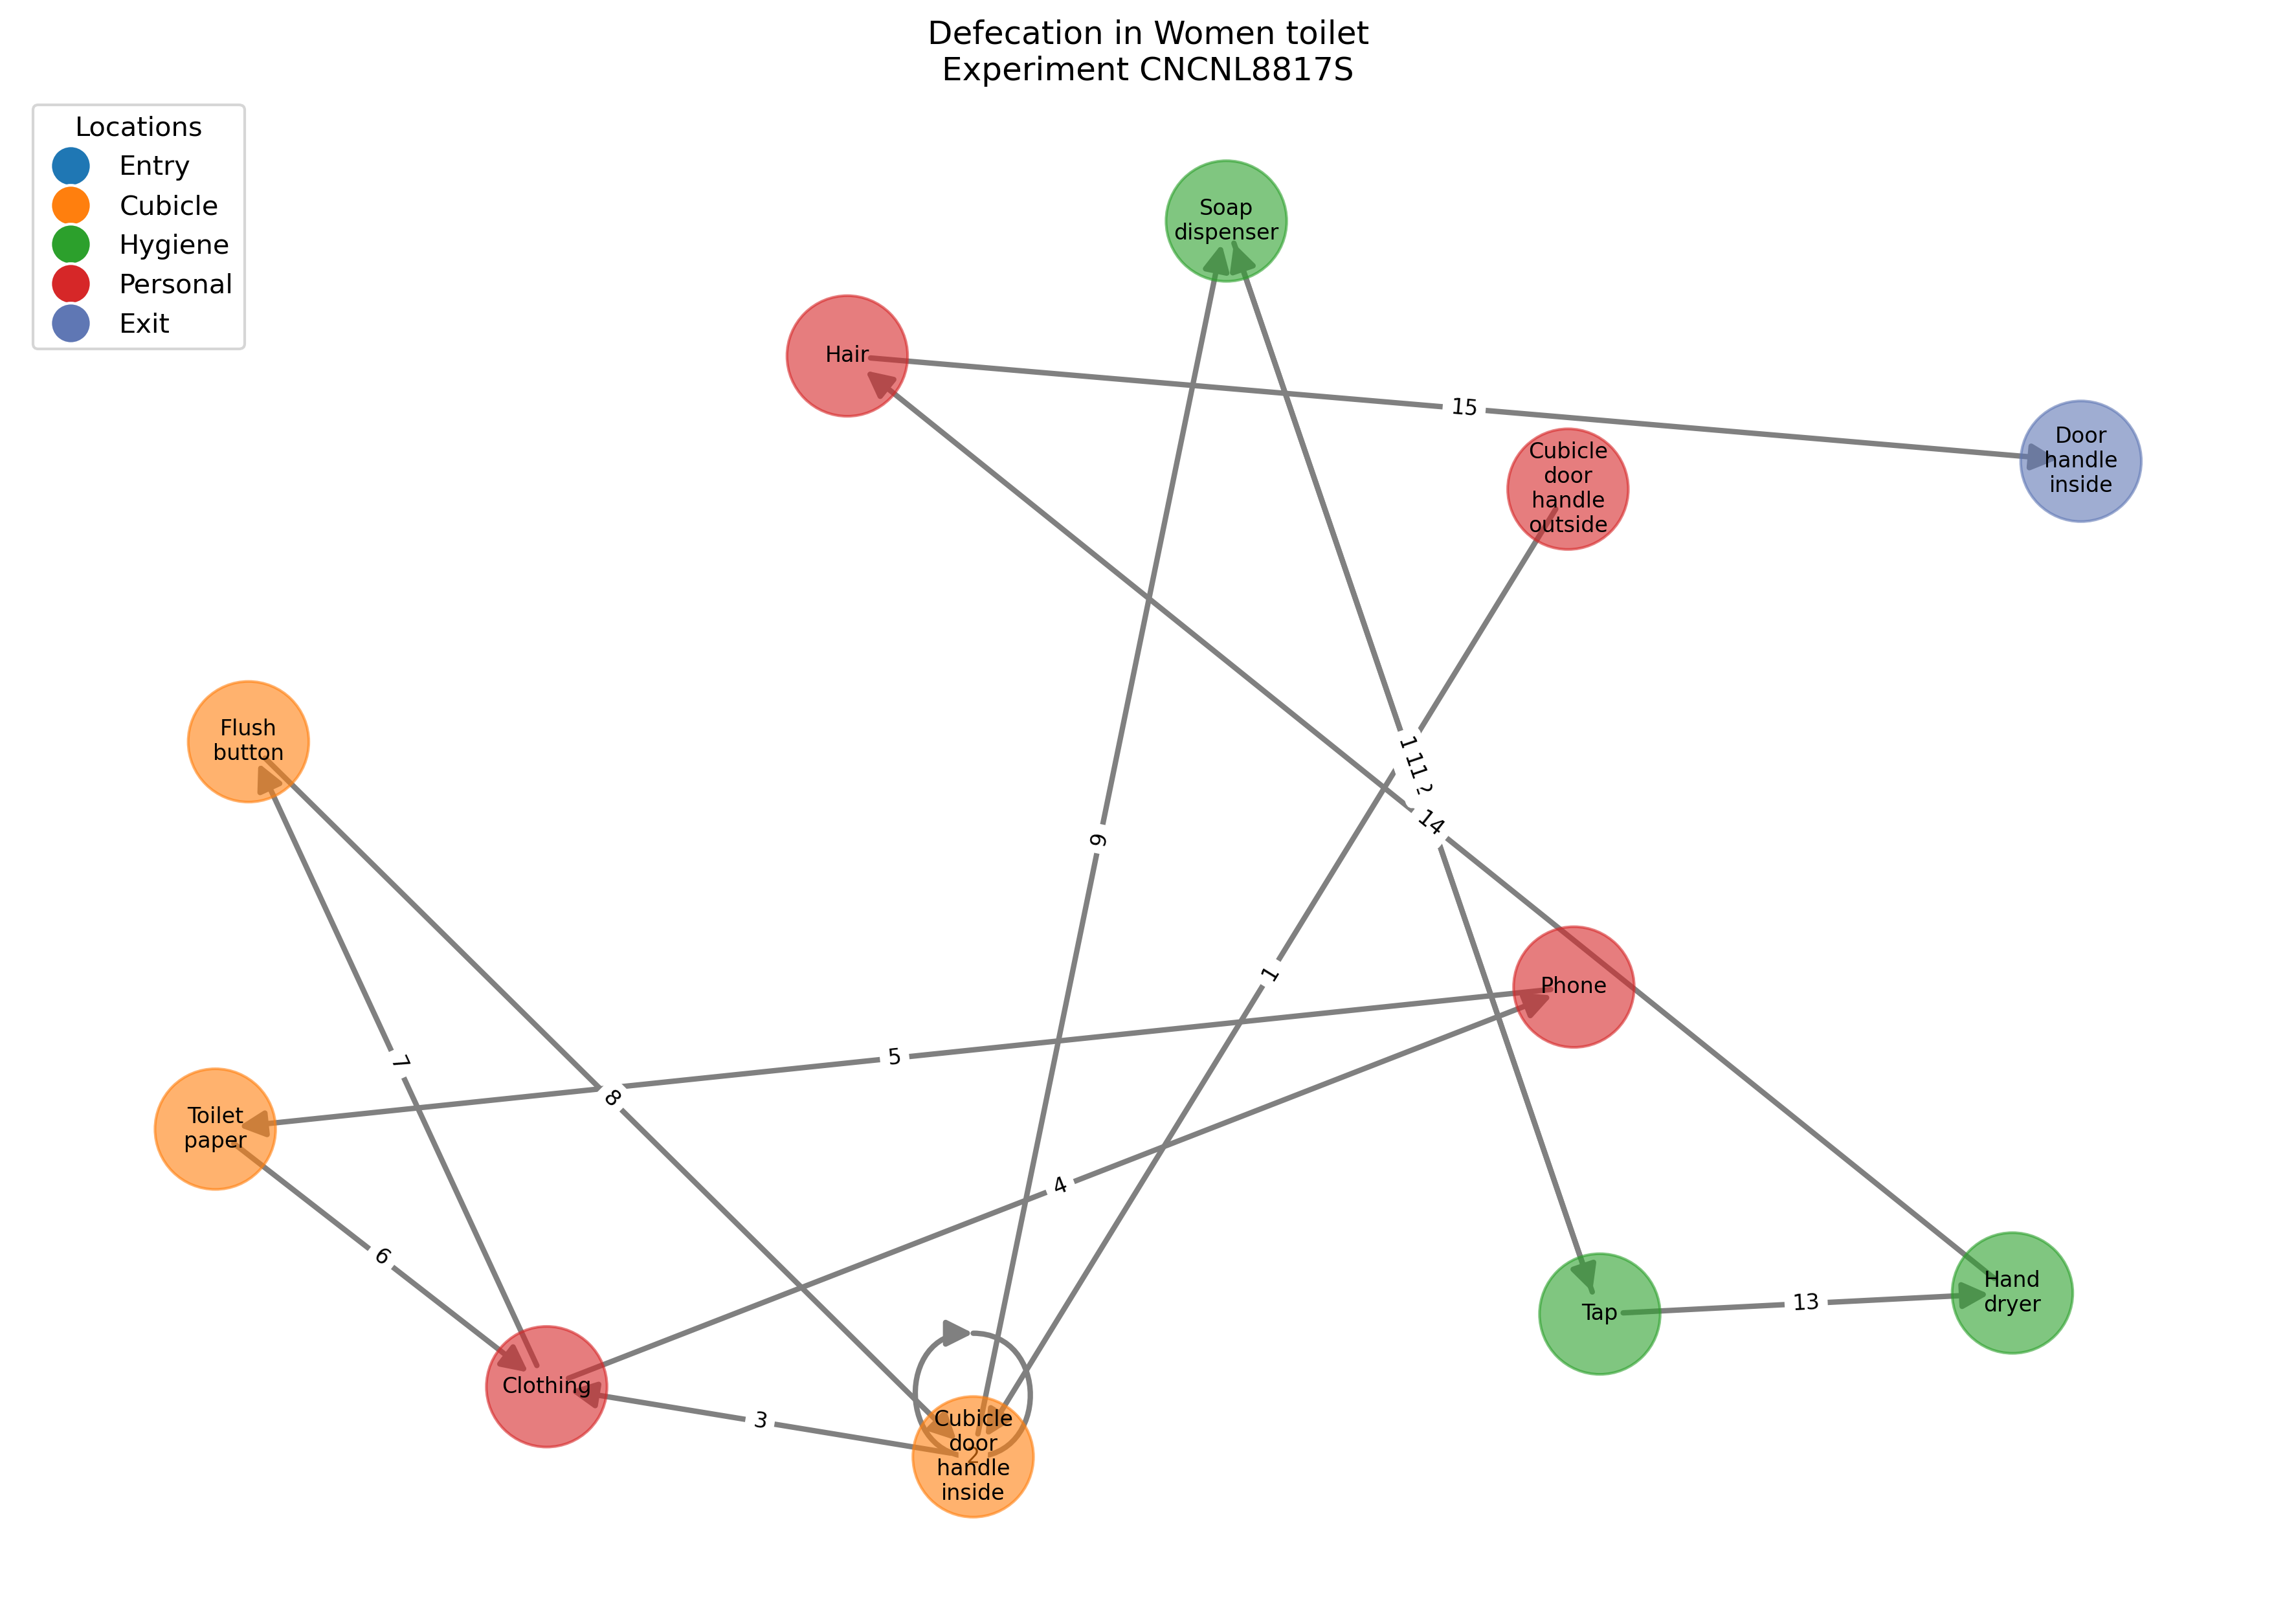 Defecation in Women toilet
Experiment CNCNL8817S
Locations
Entry
Cubicle
Hygiene
Personal
Exit
Soap
dispenser
Hair
15
Door
handle
inside
Cubicle
door
handle
outside
Flush
button
11
14
9
Phone
1
5
7
8
Toilet
paper
4
6
Hand
dryer
Tap
13
Clothing
3
Cubicle
door
handle
inside
2